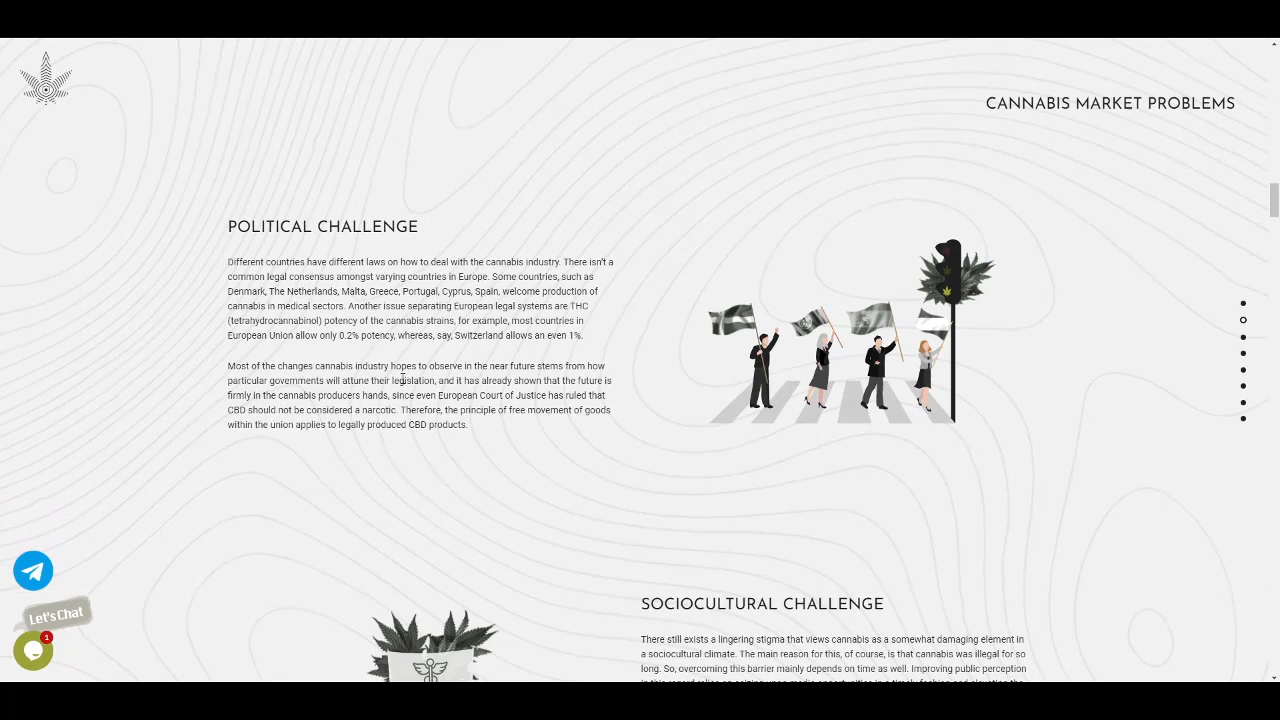 CANNABIS MARKET PROBLEMS
POLITICAL CHALLENGE
Different countries have different laws on how to deal with the cannabis industry. There isn't a
common legal consensus amongst varying countries in Europe. Some countries, such as
Denmark, The Netherlands, Malta, Greece, Portugal, Cyprus, Spain, welcome production of
cannabis in medical sectors. Another issue separating European legal systems are THC
(tetrahydrocannabinol) potency of the cannabis strains, for example, most countries in
European Union allow only 0.2% potency, whereas, say, Switzerland allows an even 1%.
Most of the changes cannabis industry hopes to observe in the near future stems from how
particular governments will attune their legislation, and it has already shown that the future is
firmly in the cannabis producers hands, since even European Court of Justice has ruled that
CBD should not be considered a narcotic. Therefore, the principle of free movement of goods
within the union applies to legally produced CBD products.
Let's Chat
1
SOCIOCULTURAL CHALLENGE
There still exists a lingering stigma that views cannabis as a somewhat damaging element in
a sociocultural climate. The main reason for this, of course, is that cannabis was illegal for so
long. So, overcoming this barrier mainly depends on time as well. Improving public perception